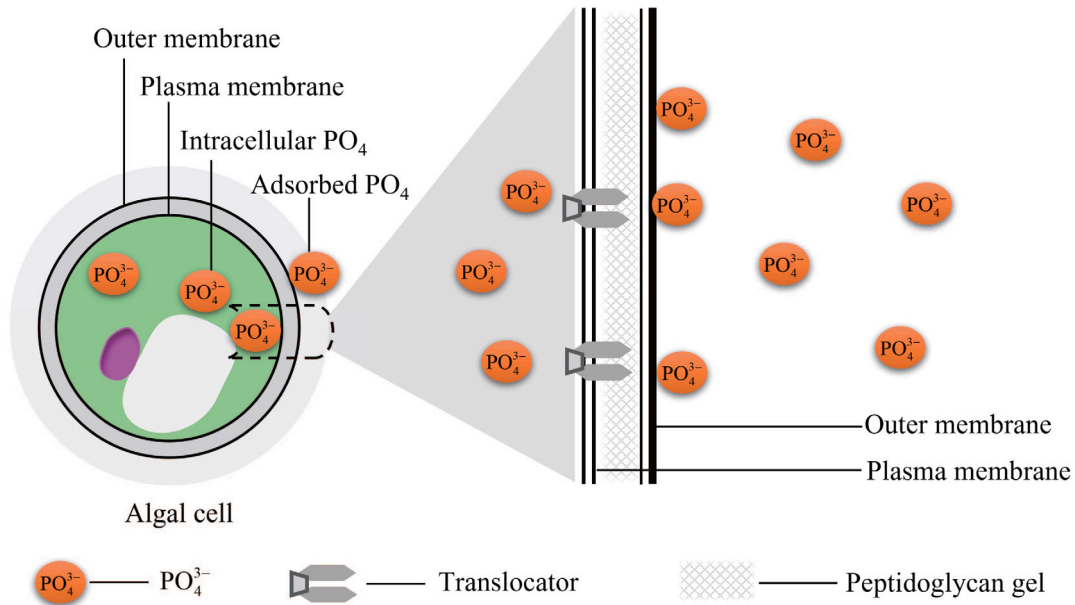 Outer membrane
Plasma membrane
Intracellular PO₄
Adsorbed PO₄
PO₄³⁻
PO₄³⁻
PO₄³⁻
PO₄³⁻
Algal cell
PO₄³⁻
PO₄³⁻
PO₄³⁻
PO₄³⁻
PO₄³⁻
PO₄³⁻
PO₄³⁻
PO₄³⁻
PO₄³⁻
PO₄³⁻
Outer membrane
Plasma membrane
PO₄³⁻ PO₄³⁻
Translocator
Peptidoglycan gel